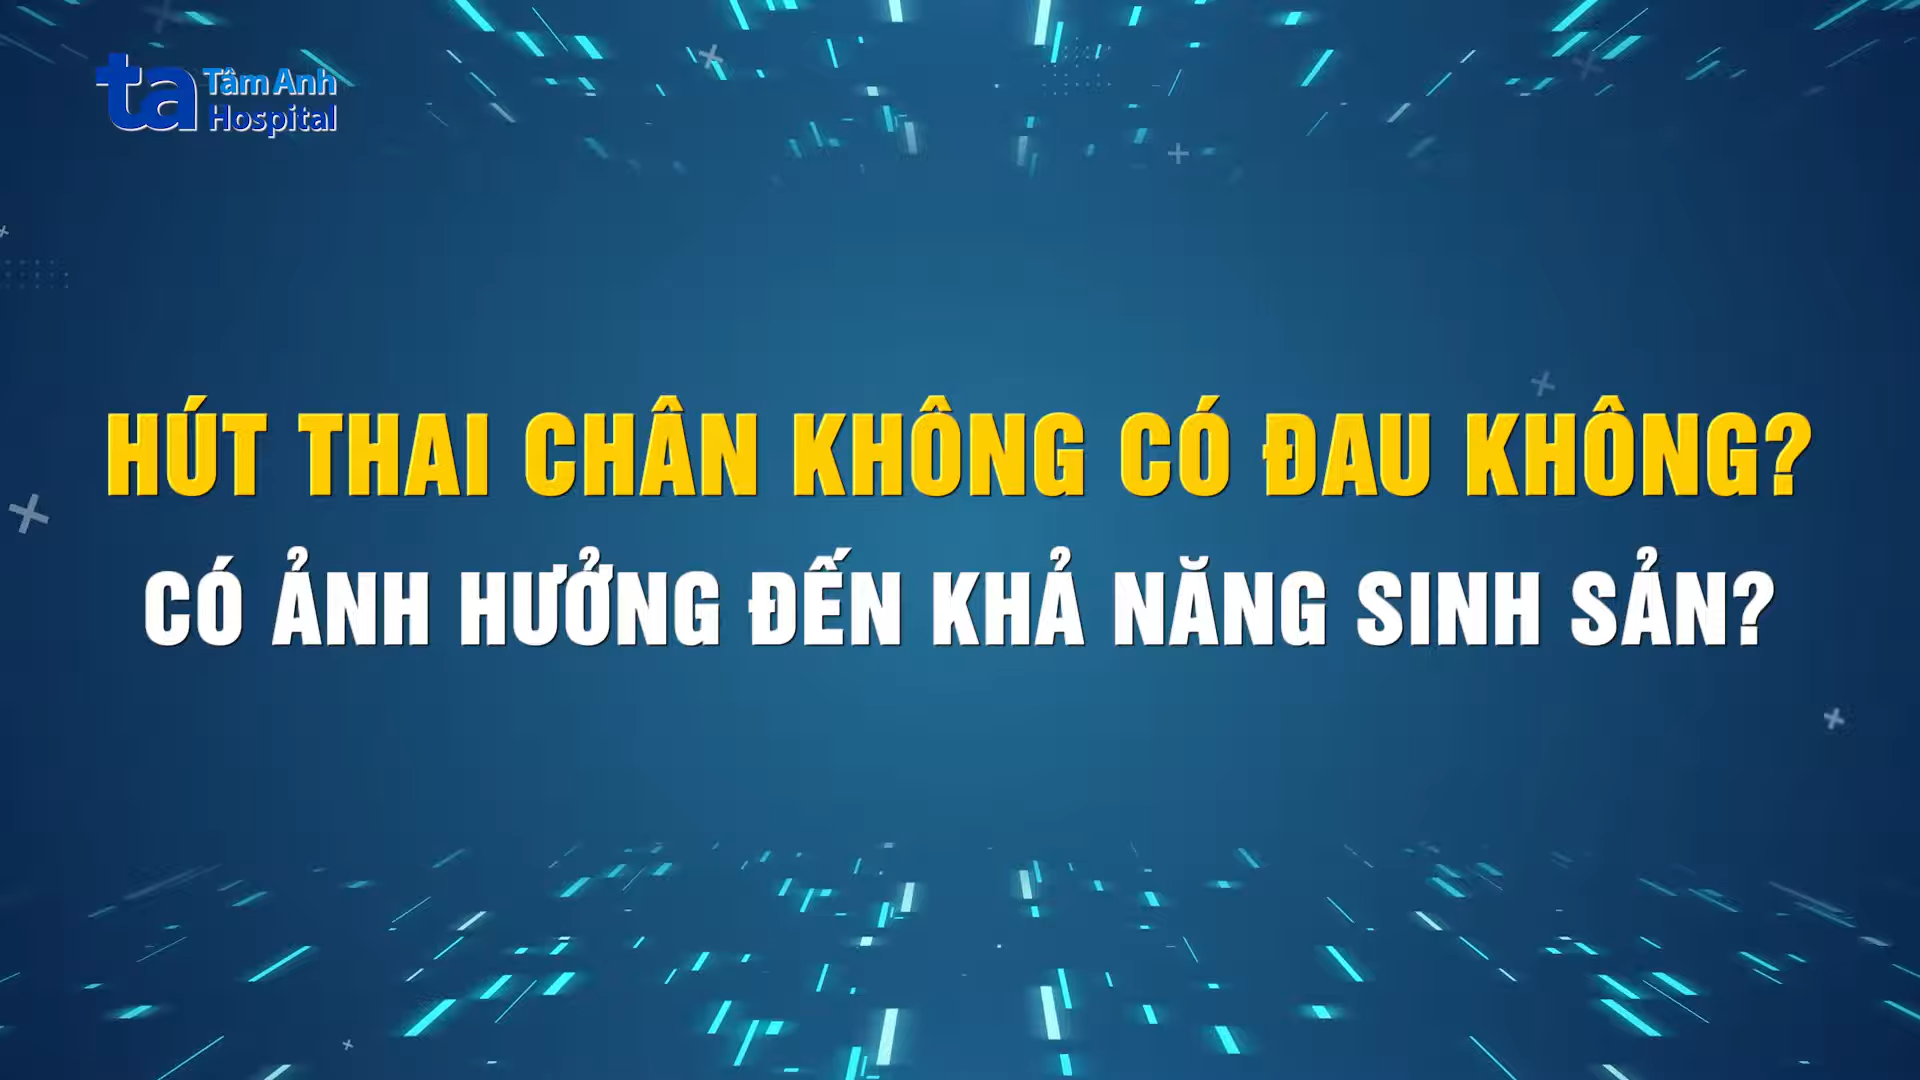 ta Tâm Anh
Hospital
HÚT THAI CHÂN KHÔNG CÓ ĐAU KHÔNG?
CÓ ẢNH HƯỞNG ĐẾN KHẢ NĂNG SINH SẢN?